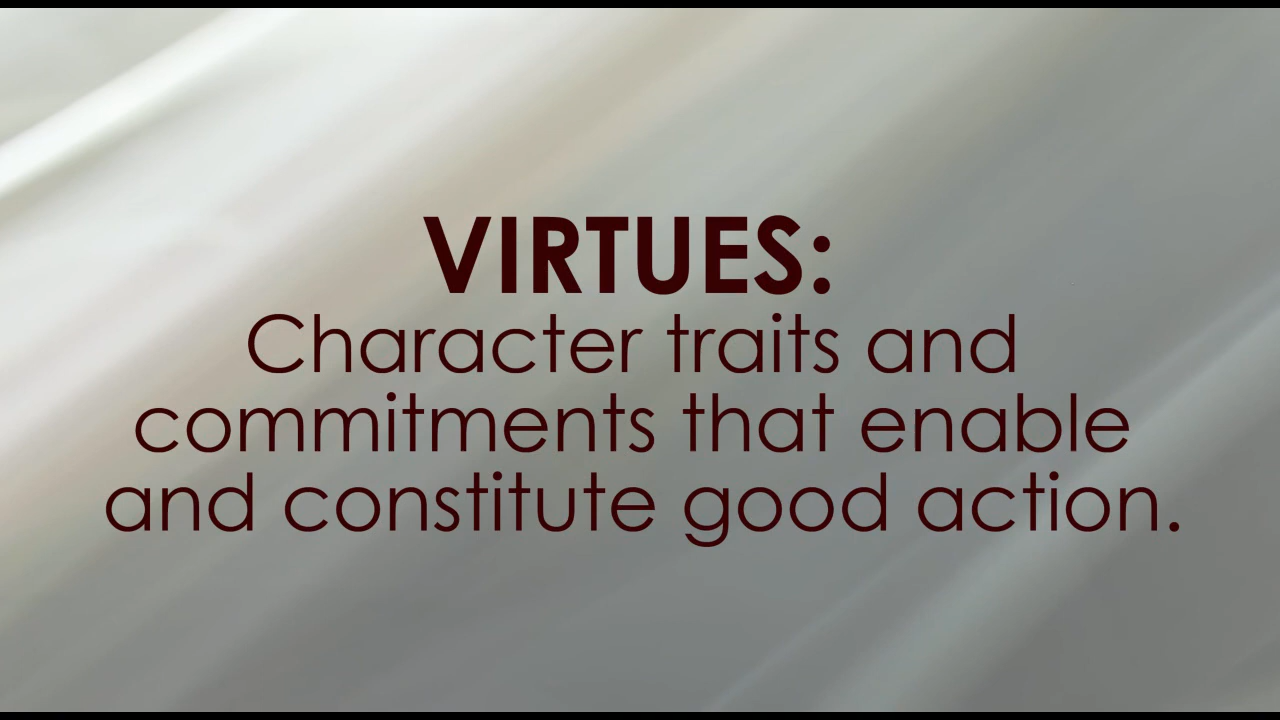 VIRTUES:
Character traits and
commitments that enable
and constitute good action.